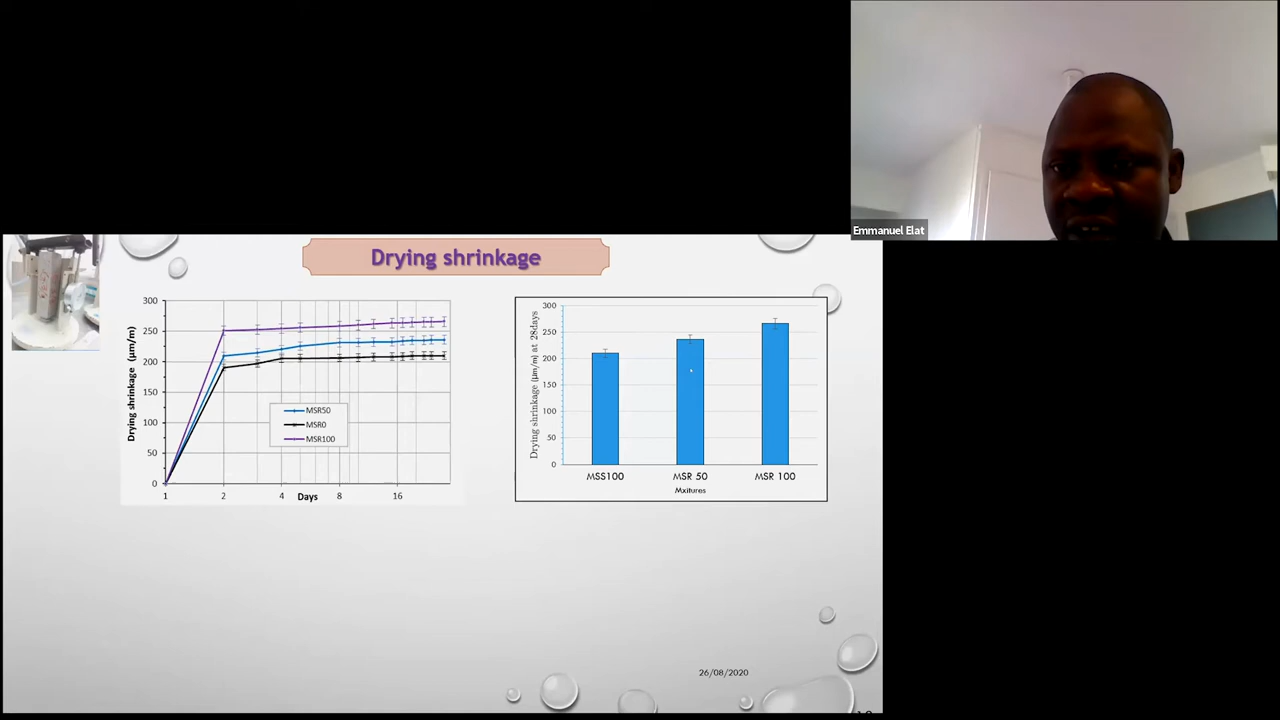 Emmanuel Elat
Drying shrinkage
Drying shrinkage (μm/m)
300
250
200
150
100
50
0
MSR50
MSR0
MSR100
1 2 4 8 16
Days
Drying shrinkage (μm/m) at 28days
300
250
200
150
100
50
0
MSS100 MSR 50 MSR 100
Mxitures
26/08/2020